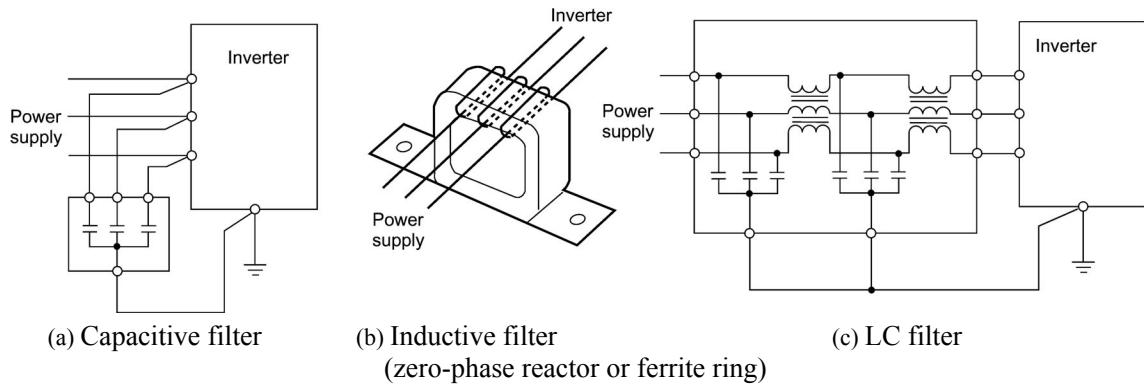 Inverter
Power
supply
(a) Capacitive filter
Inverter
Power
supply
(b) Inductive filter
(zero-phase reactor or ferrite ring)
Inverter
Power
supply
(c) LC filter